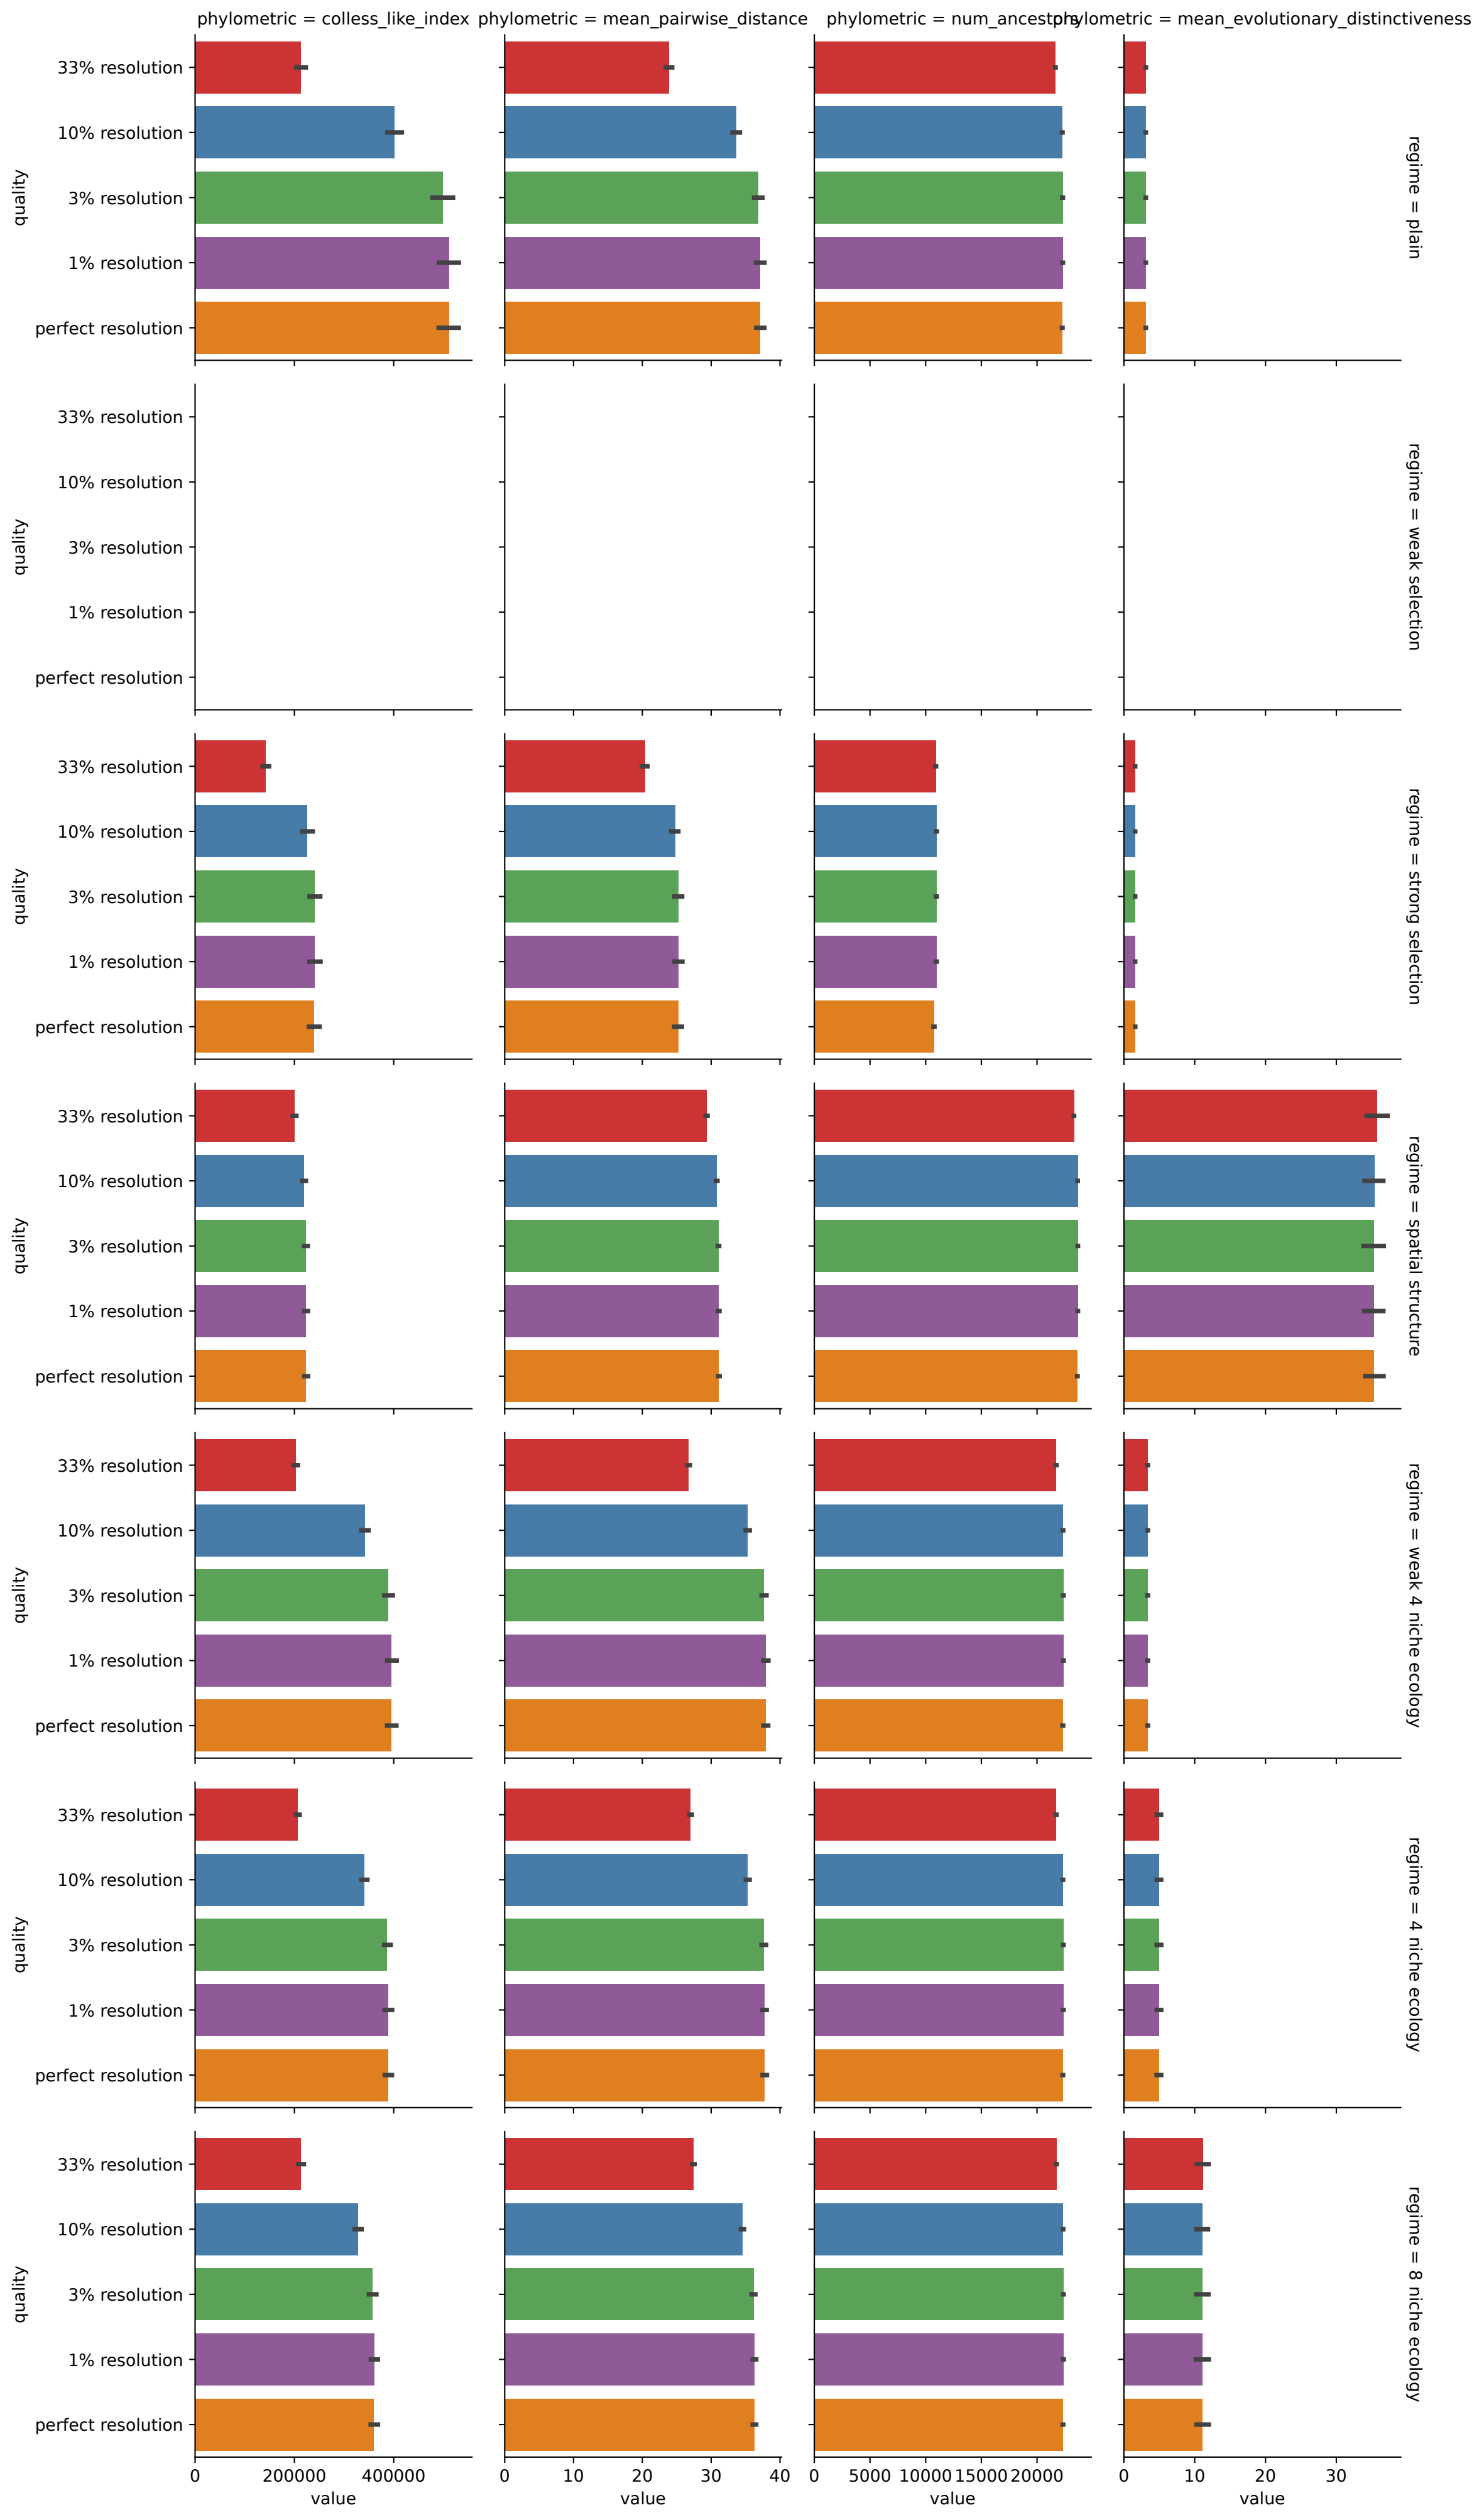 phylometric = colless_like_index
phylometric = mean_pairwise_distance
phylometric = num_ancestors
phylometric = mean_evolutionary_distinctiveness
quality
33% resolution
10% resolution
3% resolution
1% resolution
perfect resolution
regime = plain
quality
33% resolution
10% resolution
3% resolution
1% resolution
perfect resolution
regime = weak selection
quality
33% resolution
10% resolution
3% resolution
1% resolution
perfect resolution
regime = strong selection
quality
33% resolution
10% resolution
3% resolution
1% resolution
perfect resolution
regime = spatial structure
quality
33% resolution
10% resolution
3% resolution
1% resolution
perfect resolution
regime = weak 4 niche ecology
quality
33% resolution
10% resolution
3% resolution
1% resolution
perfect resolution
regime = 4 niche ecology
quality
33% resolution
10% resolution
3% resolution
1% resolution
perfect resolution
regime = 8 niche ecology
0 200000 400000
0 10 20 30 40
0 5000 10000 15000 20000
0 10 20 30
value
value
value
value